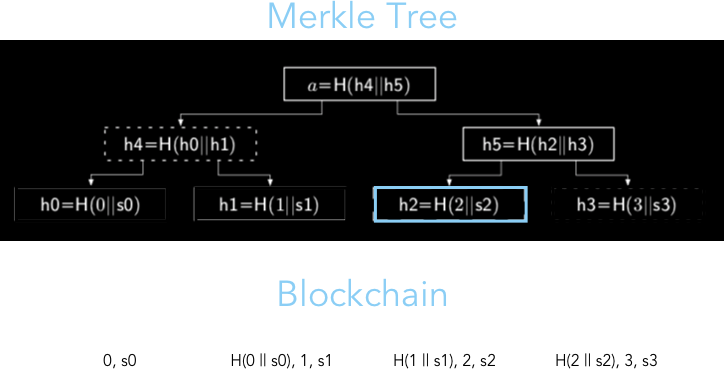 Merkle Tree
a=H(h4||h5)
h4=H(h0||h1)
h5=H(h2||h3)
h0=H(0||s0)
h1=H(1||s1)
h2=H(2||s2)
h3=H(3||s3)
Blockchain
0, s0
H(0 || s0), 1, s1
H(1 || s1), 2, s2
H(2 || s2), 3, s3